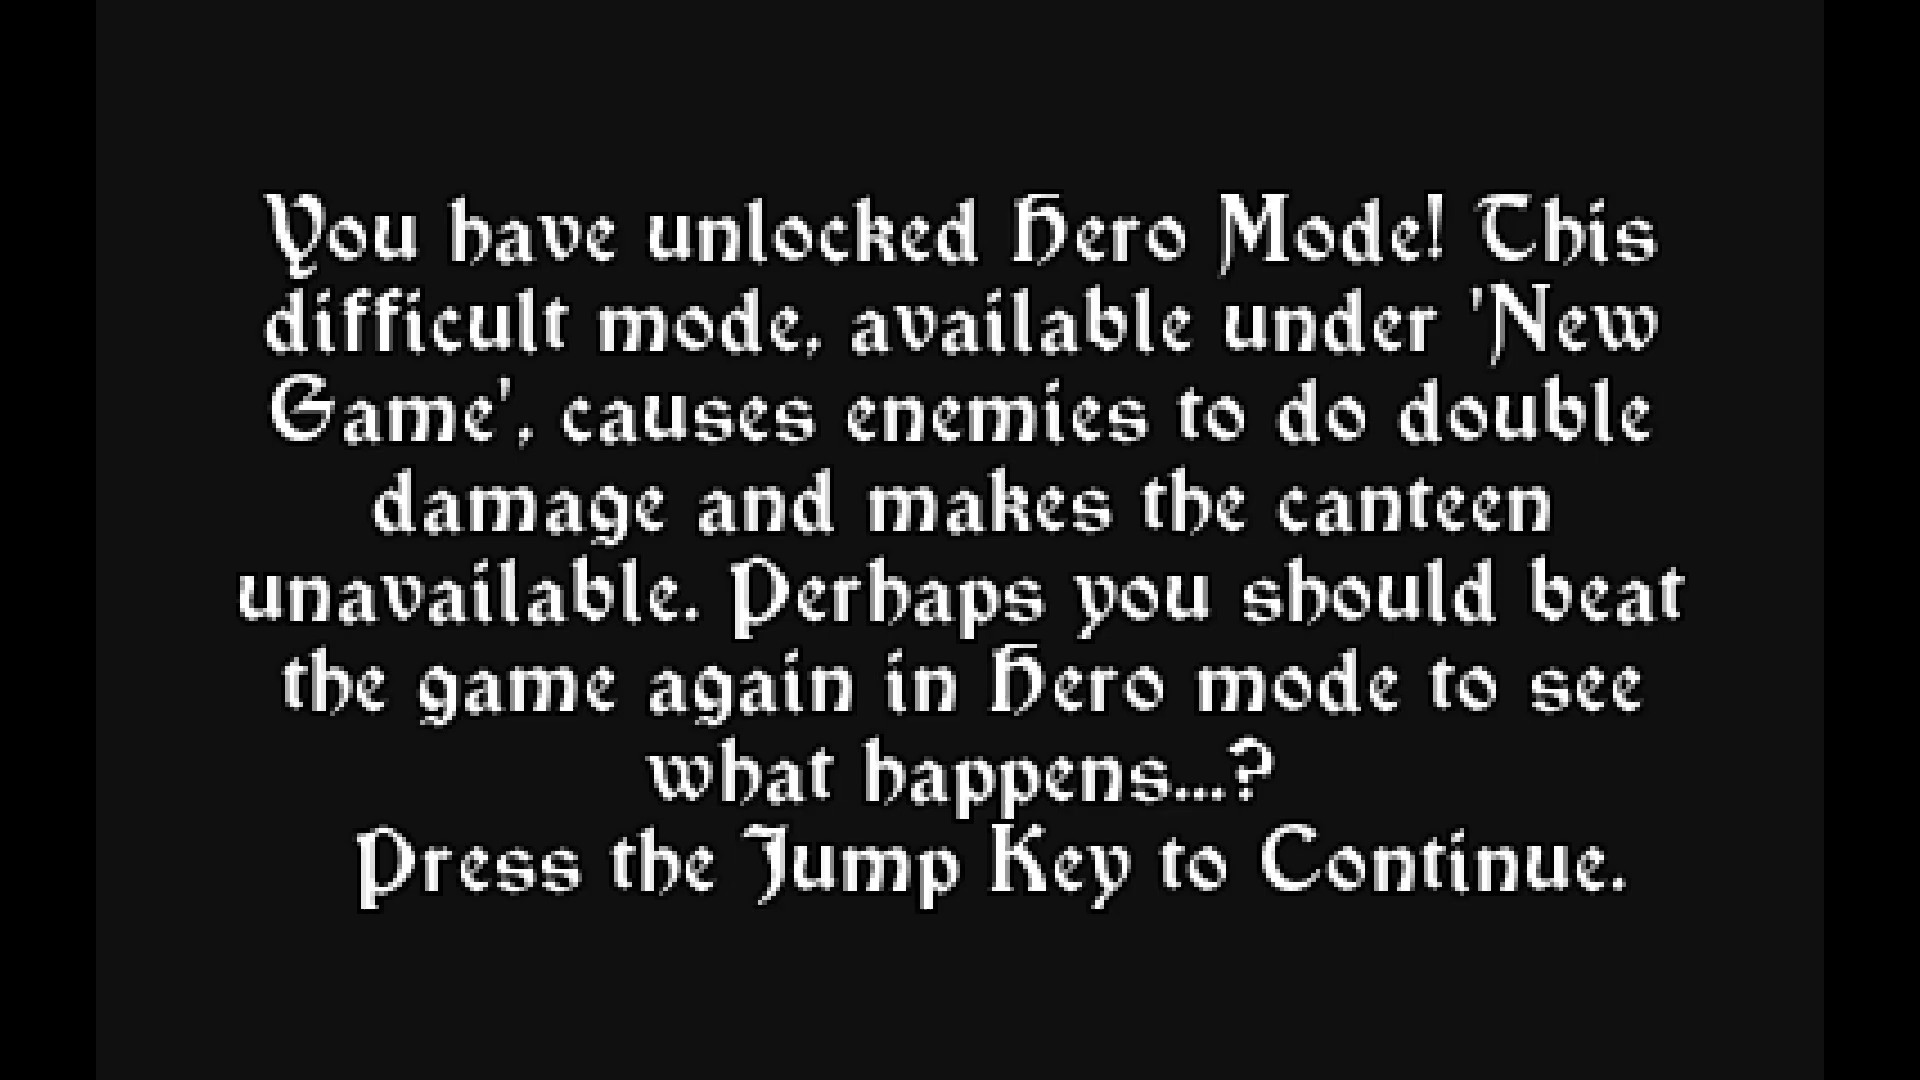 You have unlocked Hero Mode! This
difficult mode, available under 'New
Game', causes enemies to do double
damage and makes the canteen
unavailable. Perhaps you should beat
the game again in Hero mode to see
what happens...?
Press the Jump Key to Continue.